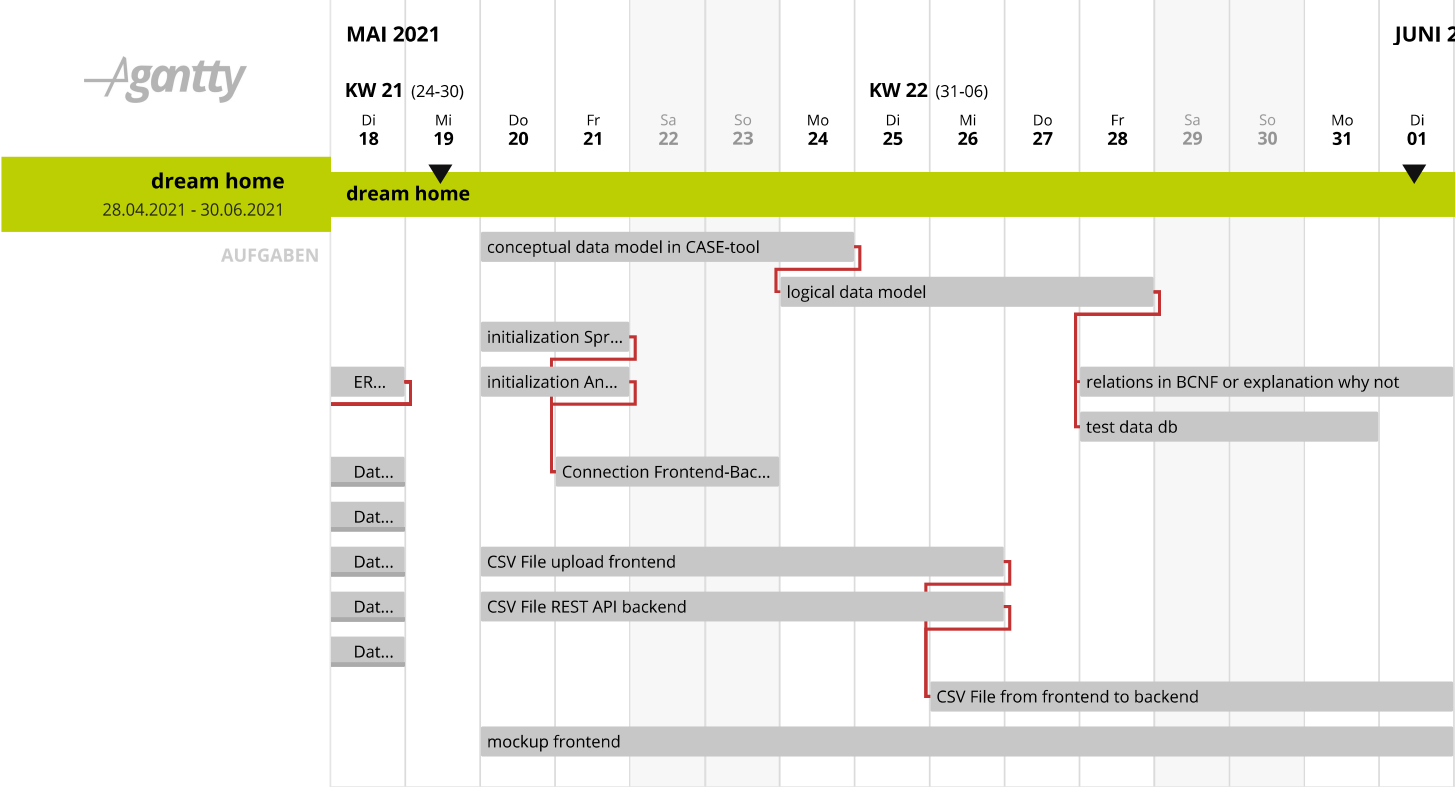 MAI 2021
JUNI 2
Agantty
KW 21 (24-30)
KW 22 (31-06)
Di Mi Do Fr Sa So Mo Di Mi Do Fr Sa So Mo Di
18 19 20 21 22 23 24 25 26 27 28 29 30 31 01
dream home
28.04.2021 - 30.06.2021
dream home
AUFGABEN
conceptual data model in CASE-tool
logical data model
initialization Spr...
ER...
initialization An...
relations in BCNF or explanation why not
test data db
Dat...
Connection Frontend-Bac...
Dat...
Dat...
CSV File upload frontend
Dat...
CSV File REST API backend
Dat...
CSV File from frontend to backend
mockup frontend